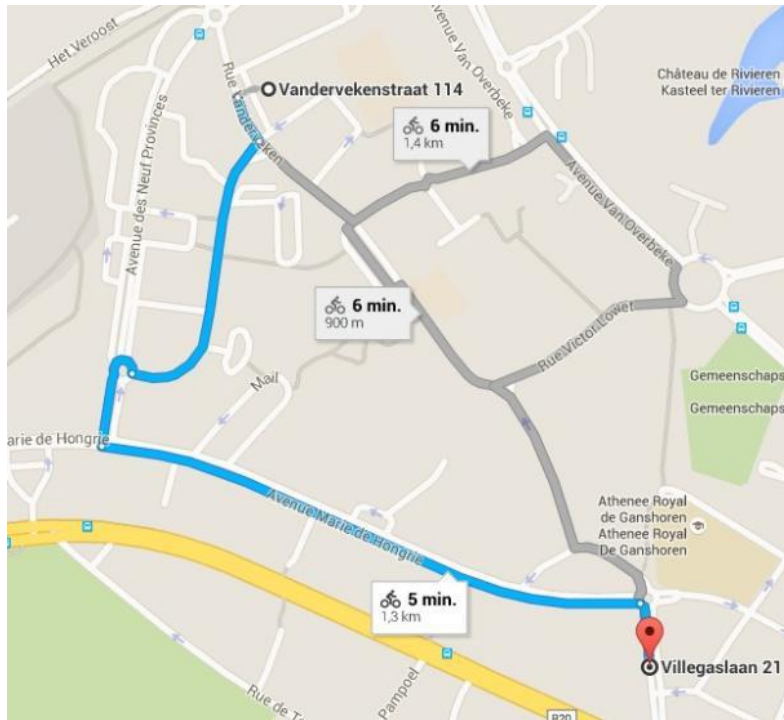 Het Veroost
Rue Vanderveken
Vandervekenstraat 114
Avenue Van Overbeke
Château de Rivieren
Kasteel ter Rivieren
Avenue des Neuf Provinces
6 min.
1,4 km
Avenue Van Overbeke
6 min.
900 m
Rue Victor Lowet
Mail
Gemeenschaps
Gemeenschaps
arie de Hongrie
Avenue Marie de Hongrie
Athenee Royal
de Ganshoren
Athenee Royal
De Ganshoren
5 min.
1,3 km
Villegaslaan 21
Pampoel
Rue de Te
R20